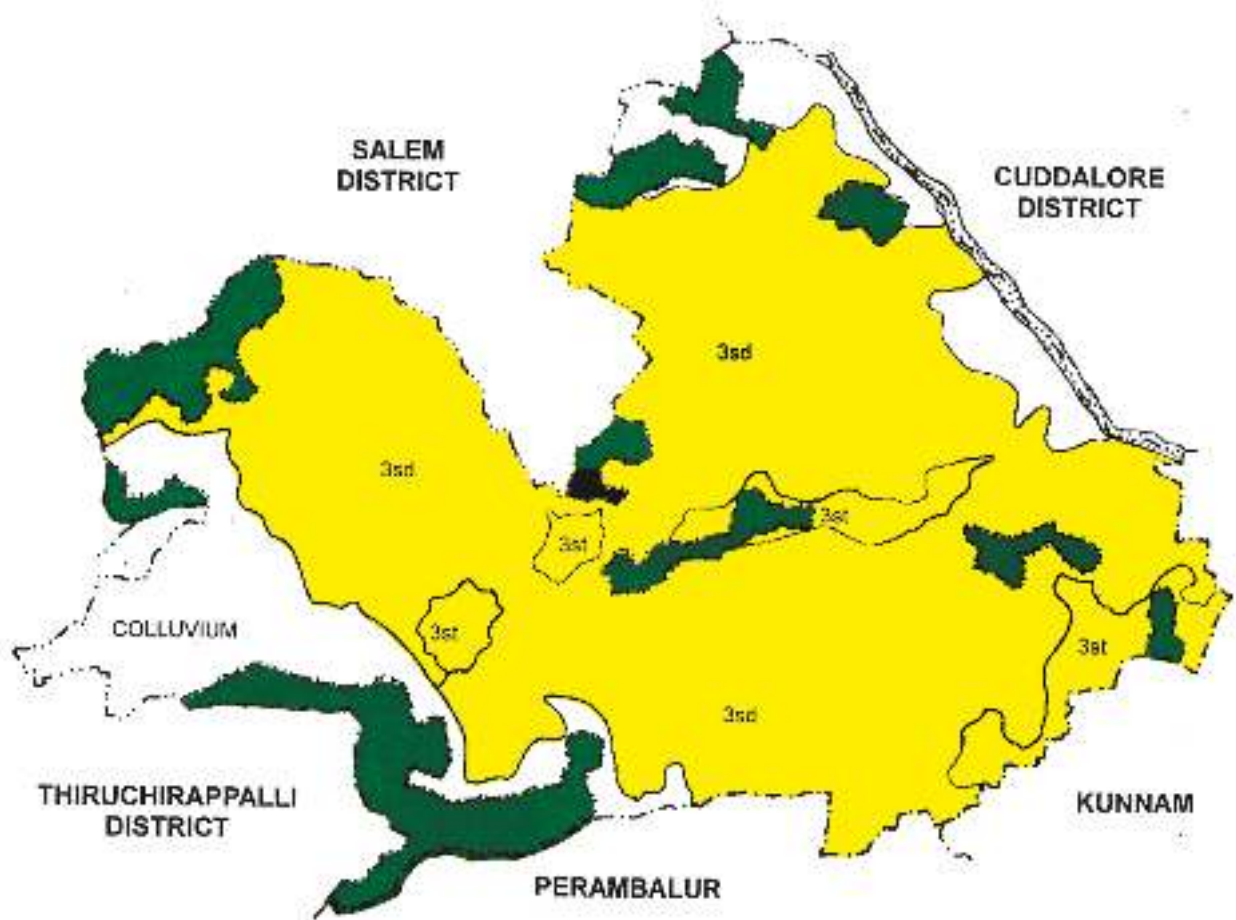 SALEM
DISTRICT
CUDDALORE
DISTRICT
3sd
3sd
3st
3st
COLLUVIUM
3st
3st
3sd
THIRUCHIRAPPALLI
DISTRICT
KUNNAM
PERAMBALUR